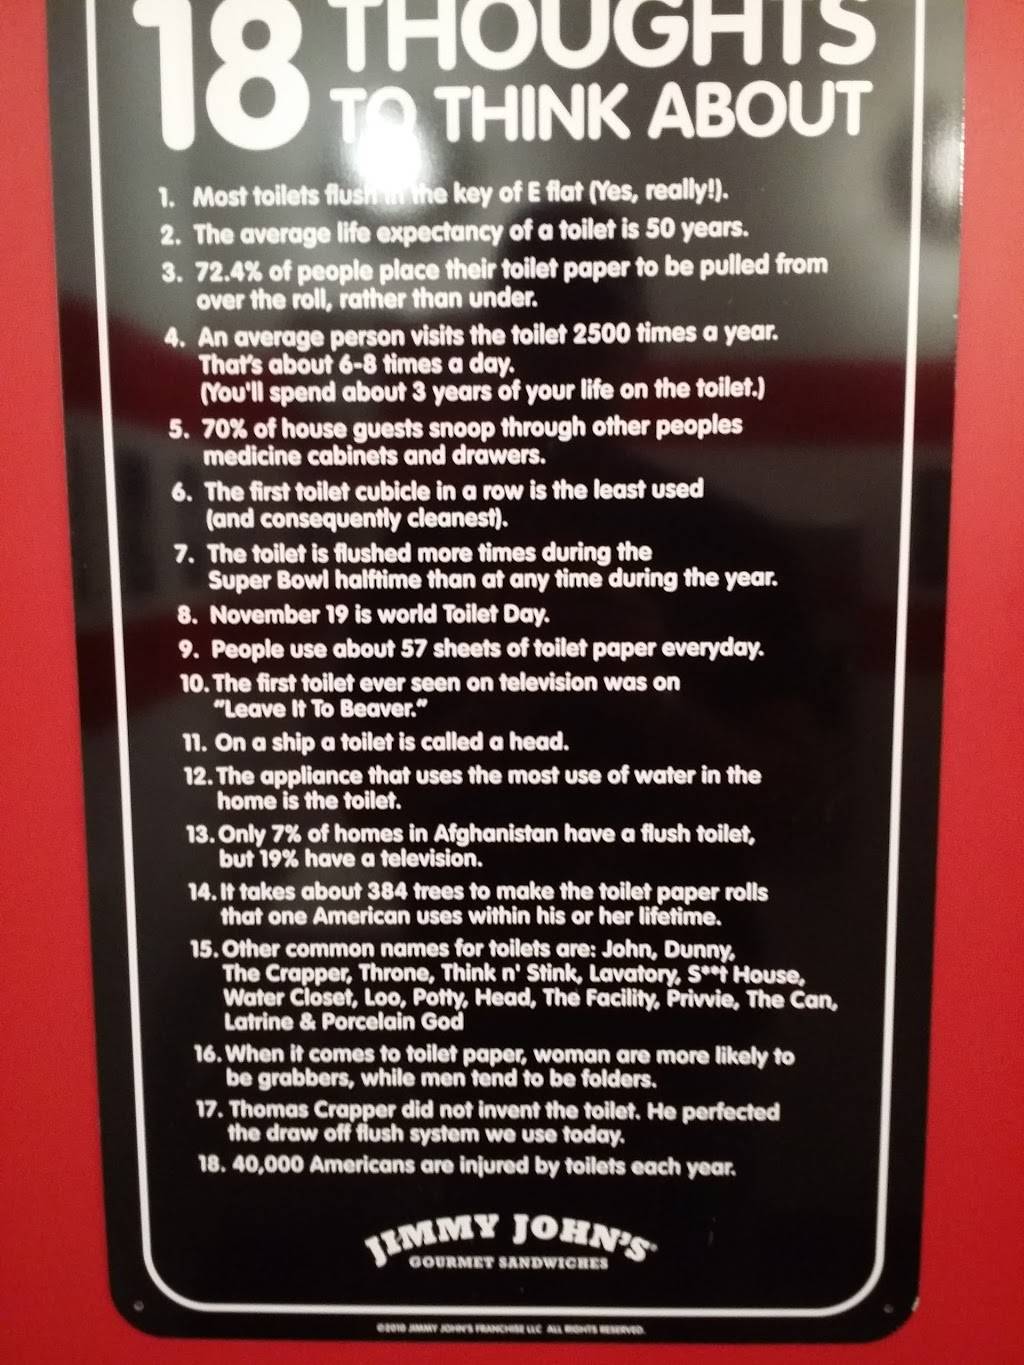 18 THOUGHTS
TO THINK ABOUT
1. Most toilets flush in the key of E flat (Yes, really!).
2. The average life expectancy of a toilet is 50 years.
3. 72.4% of people place their toilet paper to be pulled from
over the roll, rather than under.
4. An average person visits the toilet 2500 times a year.
That's about 6-8 times a day.
(You'll spend about 3 years of your life on the toilet.)
5. 70% of house guests snoop through other peoples
medicine cabinets and drawers.
6. The first toilet cubicle in a row is the least used
(and consequently cleanest).
7. The toilet is flushed more times during the
Super Bowl halftime than at any time during the year.
8. November 19 is world Toilet Day.
9. People use about 57 sheets of toilet paper everyday.
10. The first toilet ever seen on television was on
"Leave It To Beaver."
11. On a ship a toilet is called a head.
12. The appliance that uses the most use of water in the
home is the toilet.
13. Only 7% of homes in Afghanistan have a flush toilet,
but 19% have a television.
14. It takes about 384 trees to make the toilet paper rolls
that one American uses within his or her lifetime.
15. Other common names for toilets are: John, Dunny,
The Crapper, Throne, Think n' Stink, Lavatory, S**t House,
Water Closet, Loo, Potty, Head, The Facility, Privvie, The Can,
Latrine & Porcelain God
16. When it comes to toilet paper, woman are more likely to
be grabbers, while men tend to be folders.
17. Thomas Crapper did not invent the toilet. He perfected
the draw off flush system we use today.
18. 40,000 Americans are injured by toilets each year.
JIMMY JOHN'S®
GOURMET SANDWICHES
©2010 JIMMY JOHN'S FRANCHISE LLC ALL RIGHTS RESERVED.